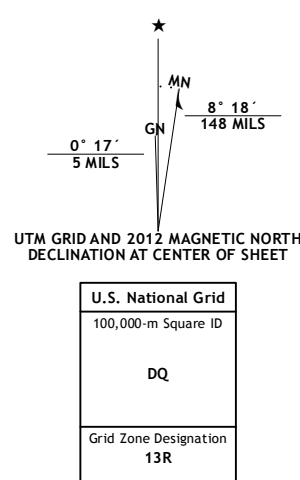 ★
MN
GN
8° 18´
148 MILS
0° 17´
5 MILS
UTM GRID AND 2012 MAGNETIC NORTH
DECLINATION AT CENTER OF SHEET
U.S. National Grid
100,000-m Square ID
DQ
Grid Zone Designation
13R